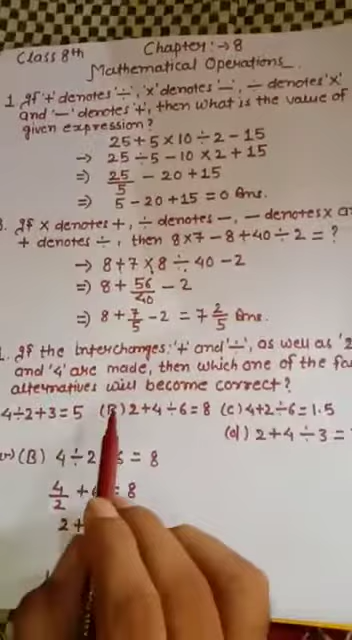 Class 8th Chapter :→ 8
Mathematical Operations
1. If '+' denotes '÷', 'x' denotes '—', '÷' denotes 'x'
and '—' denotes '+', then what is the value of
given expression?
25 + 5 × 10 ÷ 2 - 15
→ 25 ÷ 5 - 10 × 2 + 15
⇒ 25/5 - 20 + 15
⇒ 5 - 20 + 15 = 0 Ans.
If × denotes +, ÷ denotes -, - denotes x
+ denotes ÷, then 8×7 - 8 + 40 ÷ 2 = ?
→ 8 + 7 × 8 ÷ 40 - 2
⇒ 8 + 56/40 - 2
⇒ 8 + 7/5 - 2 = 7 2/5 Ans.
If the interchanges '+' and '÷', as well as '2
and '4' are made, then which one of the
alternatives will become correct?
4 ÷ 2 + 3 = 5 (B) 2 + 4 ÷ 6 = 8 (c) 4 + 2 ÷ 6 = 1.5
(d) 2 + 4 ÷ 3 =
(B) 4 ÷ 2 6 = 8
4/2 + = 8
2 +